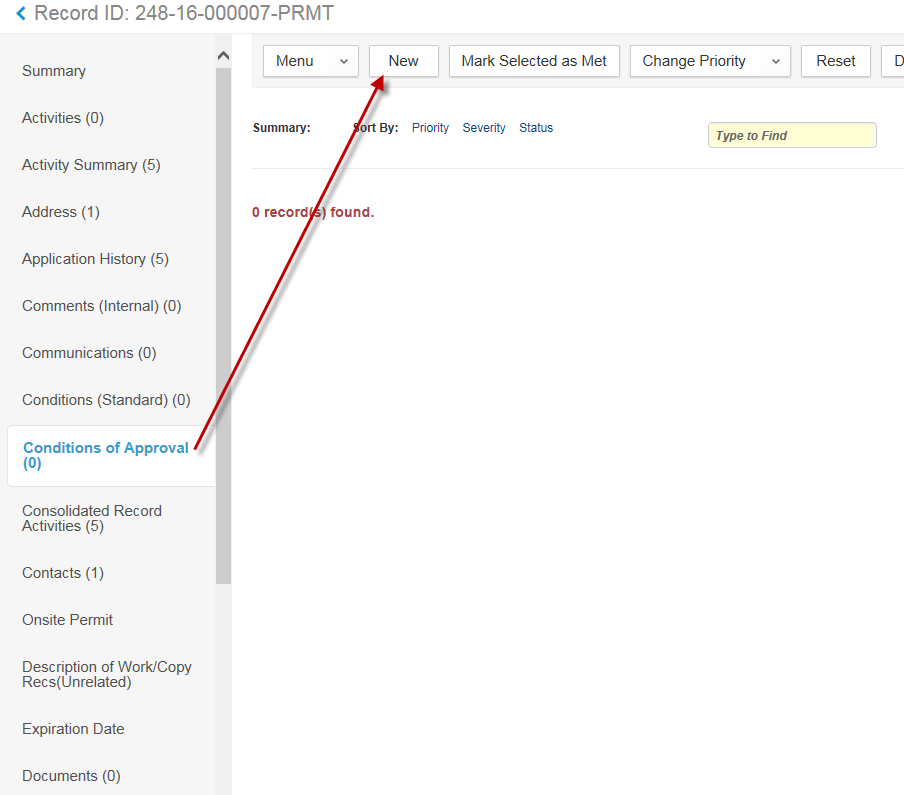 Record ID: 248-16-000007-PRMT
Summary
Activities (0)
Activity Summary (5)
Address (1)
Application History (5)
Comments (Internal) (0)
Communications (0)
Conditions (Standard) (0)
Conditions of Approval
(0)
Consolidated Record
Activities (5)
Contacts (1)
Onsite Permit
Description of Work/Copy
Recs(Unrelated)
Expiration Date
Documents (0)
Menu New Mark Selected as Met Change Priority Reset
Summary: Sort By: Priority Severity Status Type to Find
0 record(s) found.